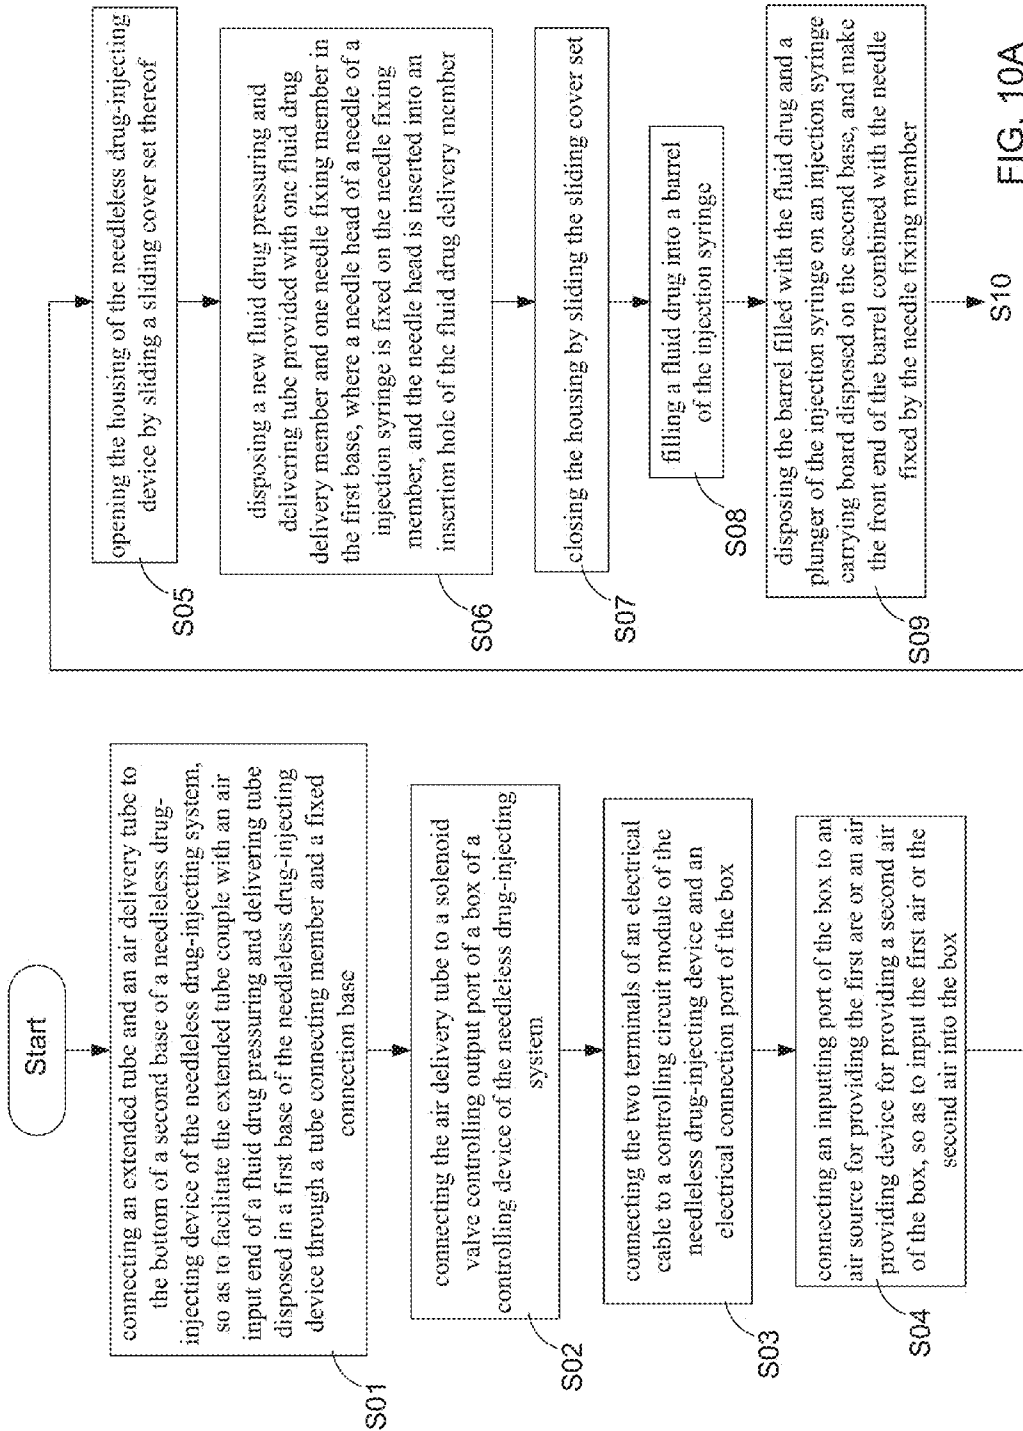 Start
connecting an extended tube and an air delivery tube to
the bottom of a second base of a needleless drug-
injecting device of the needleless drug-injecting system,
so as to facilitate the extended tube couple with an air
input end of a fluid drug pressuring and delivering tube
disposed in a first base of the needleless drug-injecting
device through a tube connecting member and a fixed
connection base
S01
connecting the air delivery tube to a solenoid
valve controlling output port of a box of a
controlling device of the needleless drug-injecting
system
S02
connecting the two terminals of an electrical
cable to a controlling circuit module of the
needleless drug-injecting device and an
electrical connection port of the box
S03
connecting an inputing port of the box to an
air source for providing the first are or an air
providing device for providing a second air
of the box, so as to input the first air or the
second air into the box
S04
opening the housing of the needleless drug-injecting
device by sliding a sliding cover set thereof
S05
disposing a new fluid drug pressuring and
delivering tube provided with one fluid drug
delivery member and one needle fixing member in
the first base, where a needle head of a needle of a
injection syringe is fixed on the needle fixing
member, and the needle head is inserted into an
insertion hole of the fluid drug delivery member
S06
closing the housing by sliding the sliding cover set
S07
filling a fluid drug into a barrel
of the injection syringe
S08
disposing the barrel filled with the fluid drug and a
plunger of the injection syringe on an injection syringe
carrying board disposed on the second base, and make
the front end of the barrel combined with the needle
fixed by the needle fixing member
S09
S10
FIG. 10A